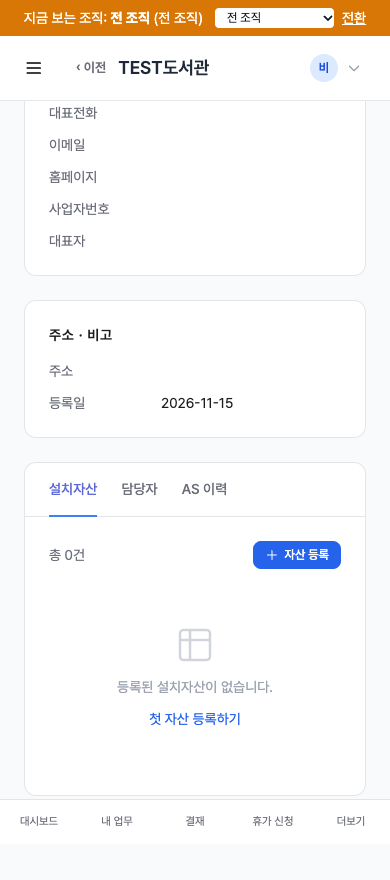 지금 보는 조직: 전 조직 (전 조직) 전 조직 전환
‹ 이전 TEST도서관 비
대표전화
이메일
홈페이지
사업자번호
대표자
주소 · 비고
주소
등록일 2026-11-15
설치자산 담당자 AS 이력
총 0건 + 자산 등록
등록된 설치자산이 없습니다.
첫 자산 등록하기
대시보드 내 업무 결재 휴가 신청 더보기